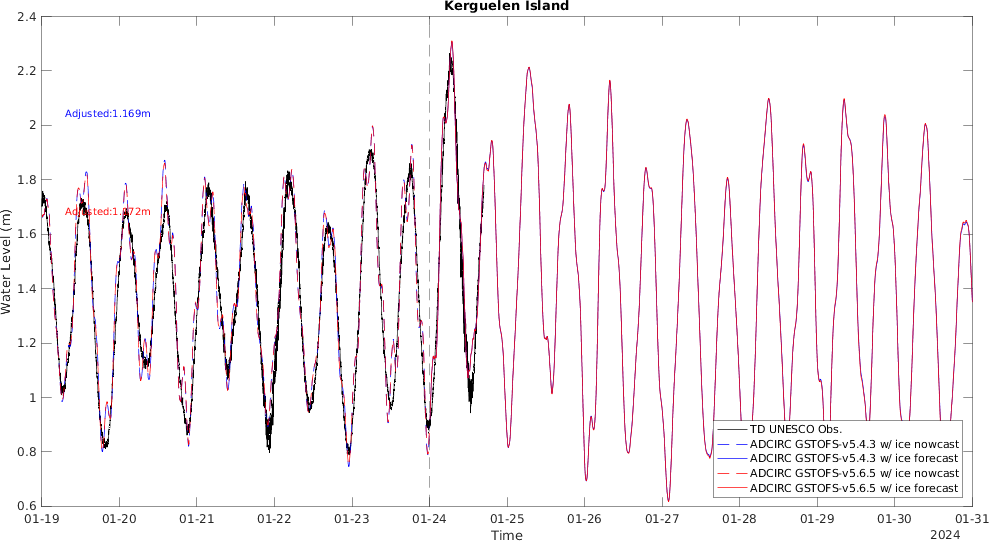 Kerguelen Island
2.4
2.2
2
1.8
1.6
1.4
1.2
1
0.8
0.6
Water Level (m)
Adjusted:1.169m
TD UNESCO Obs.
ADCIRC GSTOFS-v5.4.3 w/ ice nowcast
ADCIRC GSTOFS-v5.4.3 w/ ice forecast
ADCIRC GSTOFS-v5.6.5 w/ ice nowcast
ADCIRC GSTOFS-v5.6.5 w/ ice forecast
01-19 01-20 01-21 01-22 01-23 01-24 01-25 01-26 01-27 01-28 01-29 01-30 01-31
Time
2024